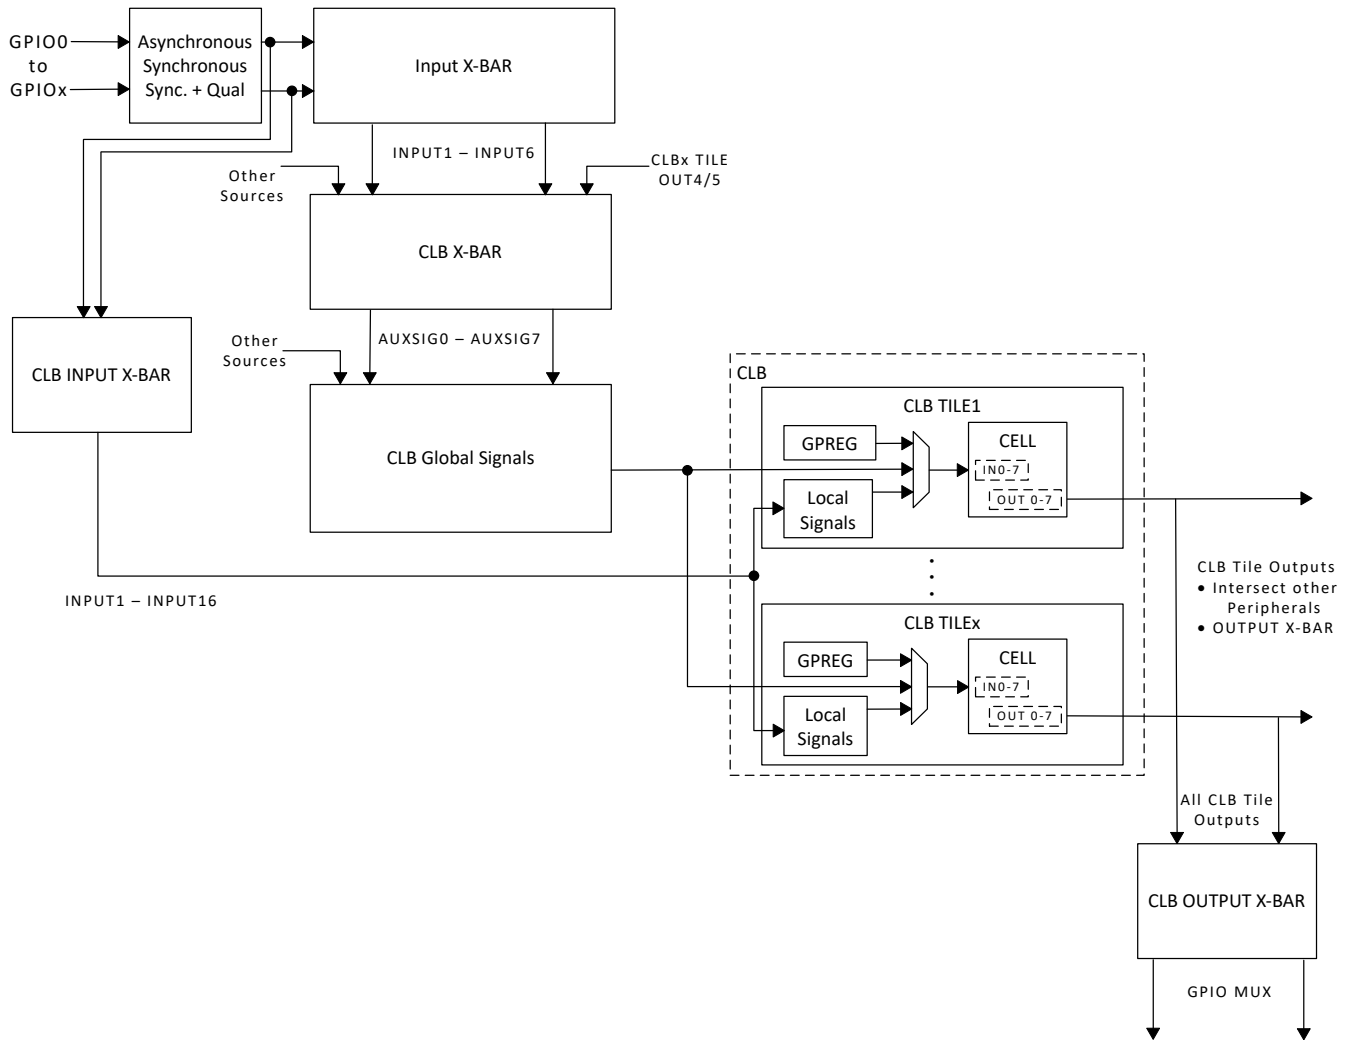 GPIO0
to
GPIOx
Asynchronous
Synchronous
Sync. + Qual
Input X-BAR
INPUT1 – INPUT6
Other
Sources
CLBx TILE
OUT4/5
CLB X-BAR
AUXSIG0 – AUXSIG7
Other
Sources
CLB INPUT X-BAR
CLB Global Signals
INPUT1 – INPUT16
CLB
CLB TILE1
GPREG
Local
Signals
CELL
IN0-7
OUT 0-7
CLB TILEx
GPREG
Local
Signals
CELL
IN0-7
OUT 0-7
CLB Tile Outputs
• Intersect other
Peripherals
• OUTPUT X-BAR
All CLB Tile
Outputs
CLB OUTPUT X-BAR
GPIO MUX